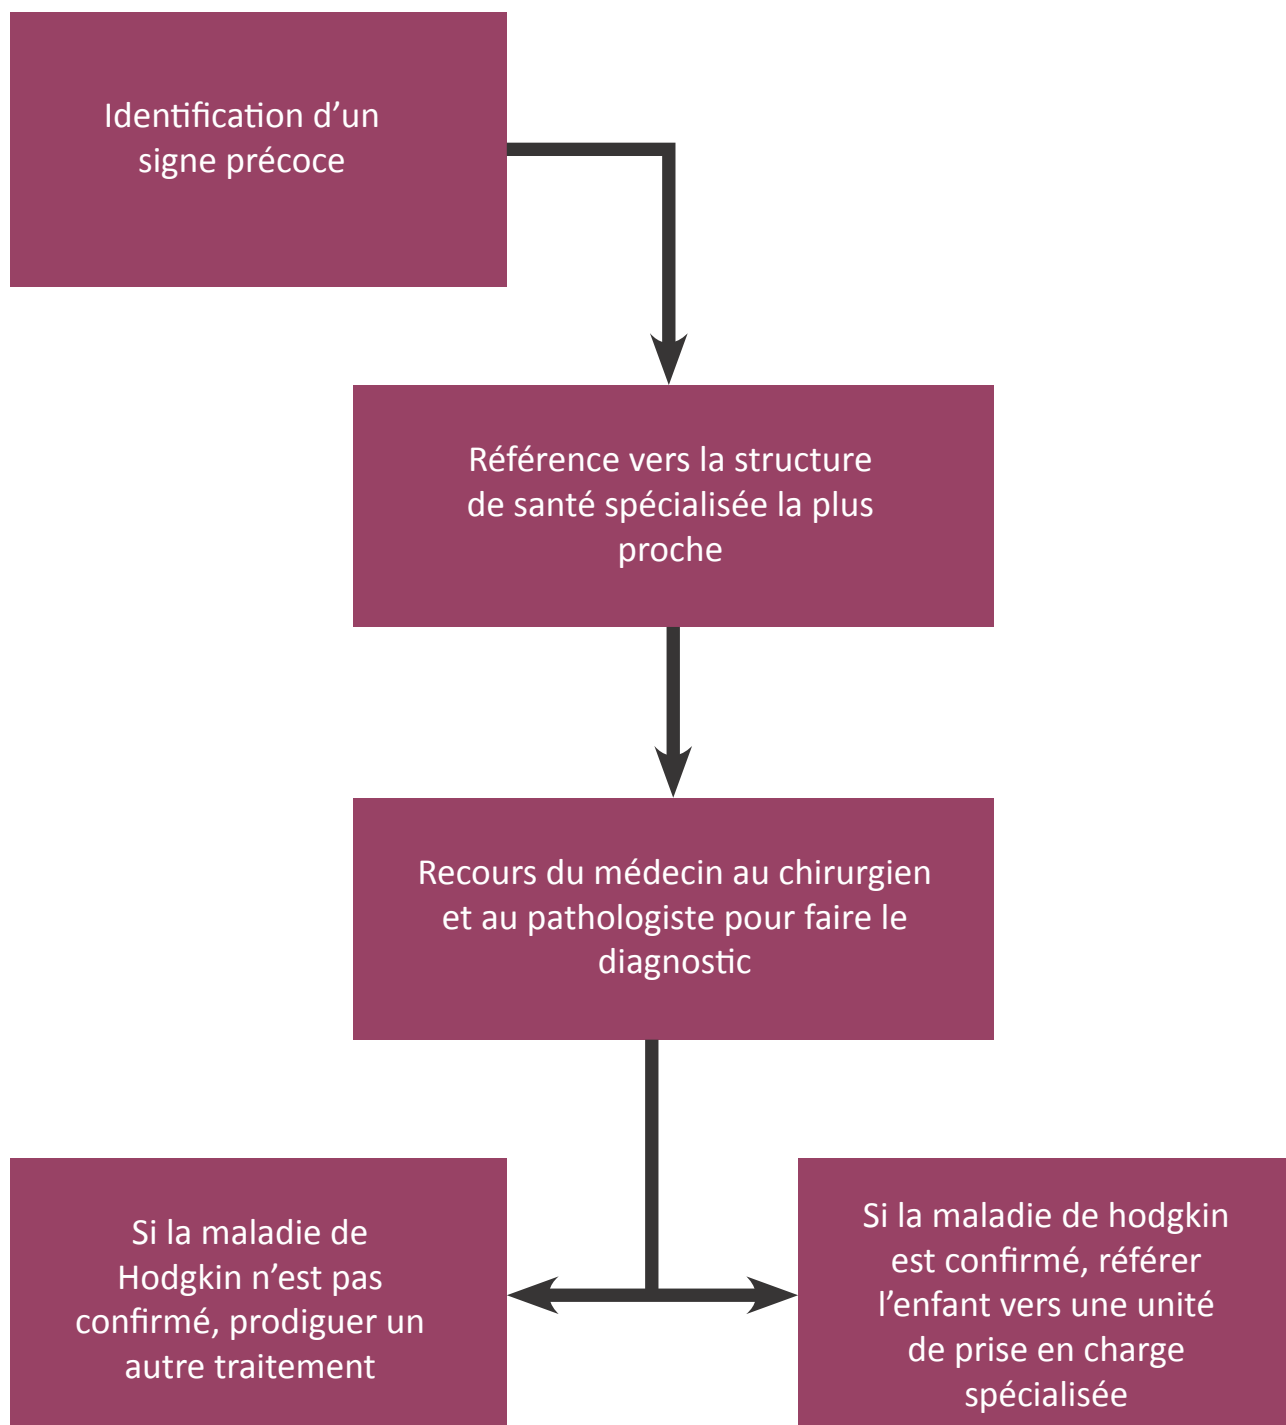 Identification d’un
signe précoce
Référence vers la structure
de santé spécialisée la plus
proche
Recours du médecin au chirurgien
et au pathologiste pour faire le
diagnostic
Si la maladie de
Hodgkin n’est pas
confirmé, prodiguer un
autre traitement
Si la maladie de hodgkin
est confirmé, référer
l’enfant vers une unité
de prise en charge
spécialisée